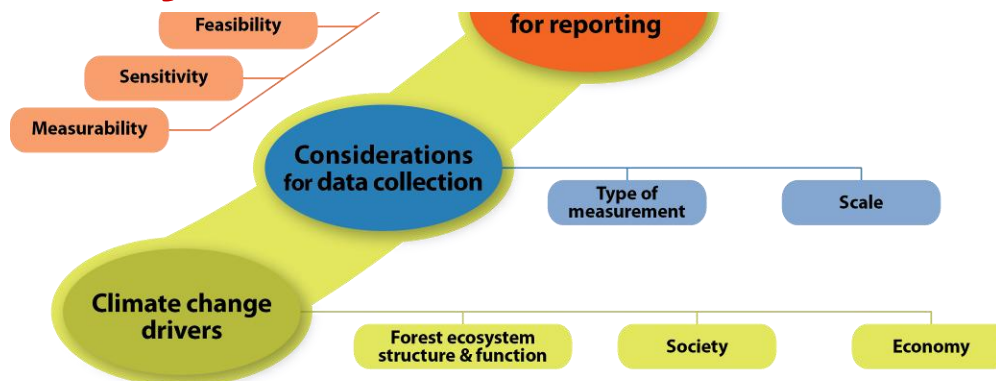 Feasibility
for reporting
Sensitivity
Measurability
Considerations
for data collection
Type of
measurement
Scale
Climate change
drivers
Forest ecosystem
structure & function
Society
Economy